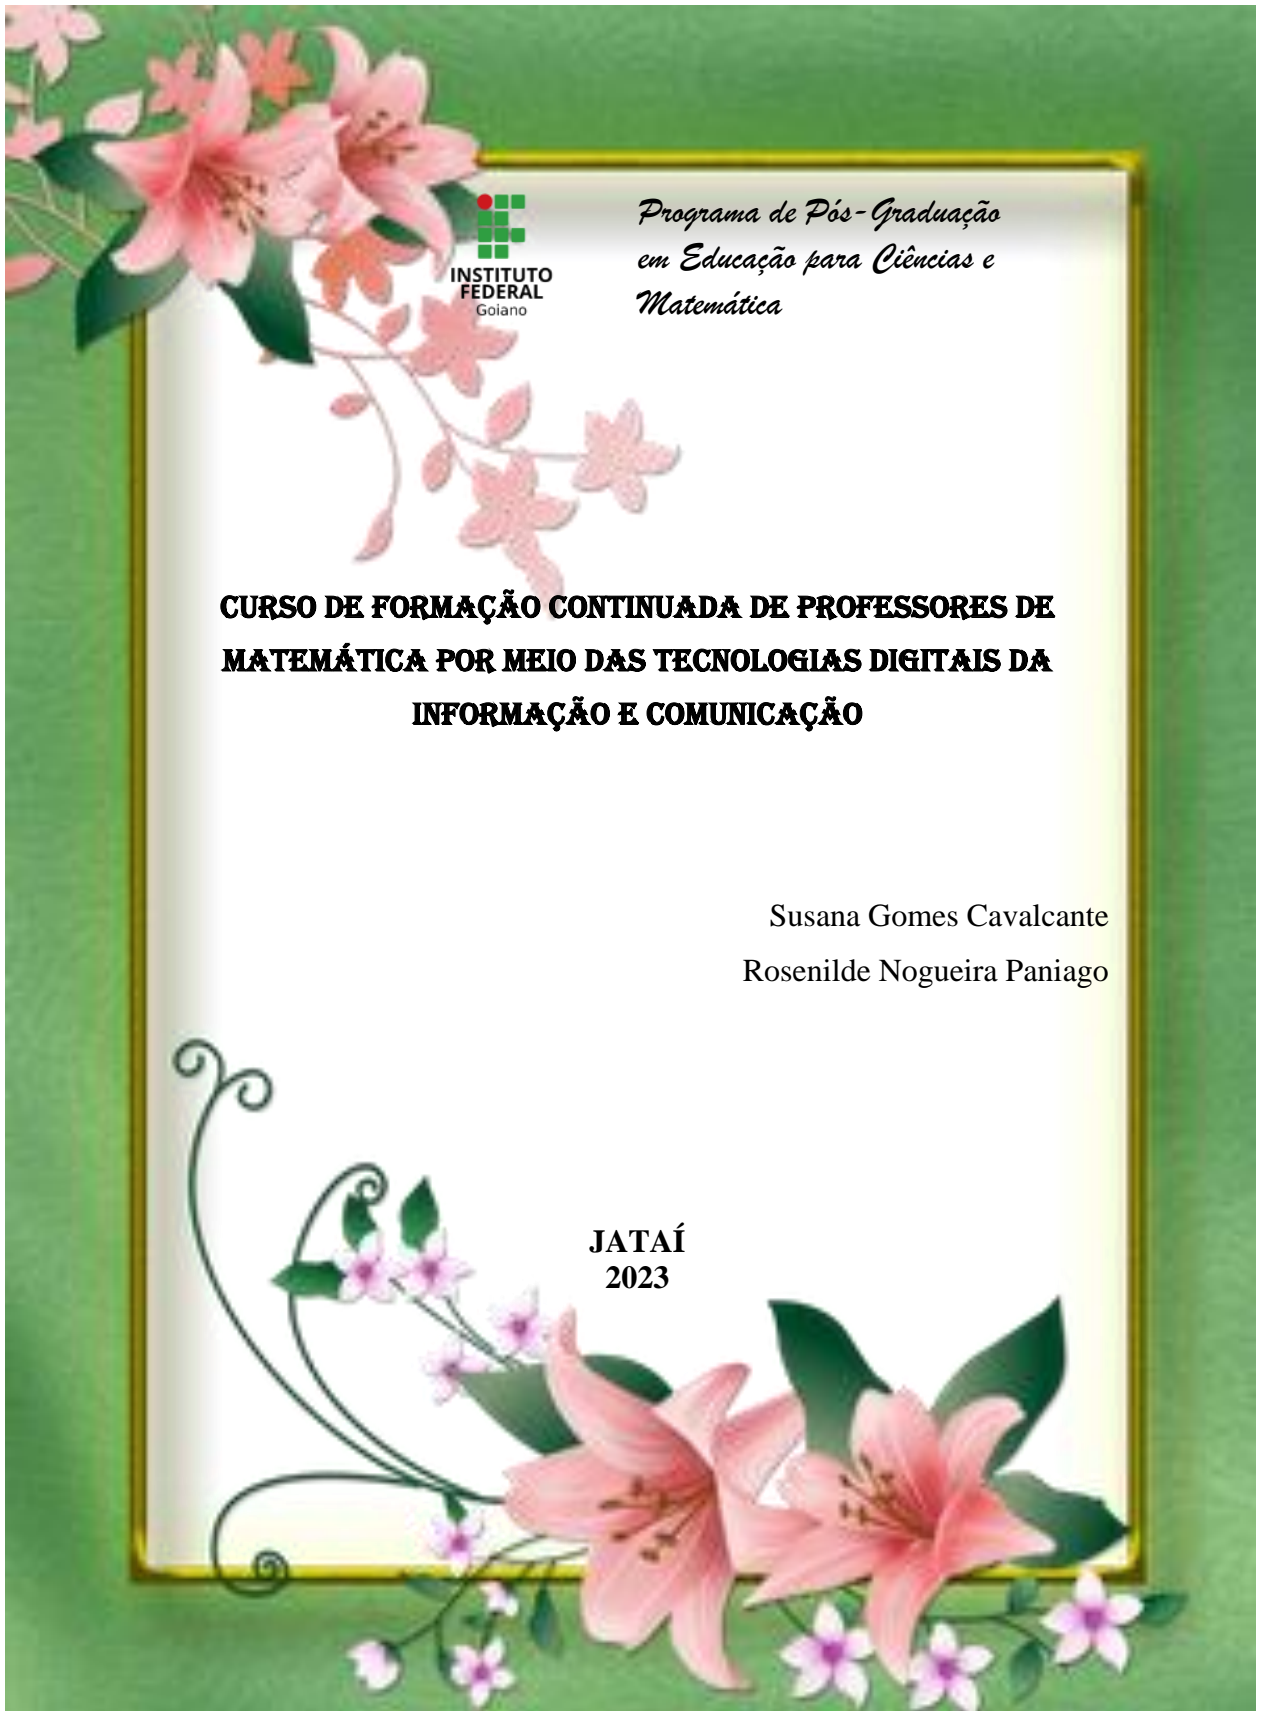 INSTITUTO
FEDERAL
Goiano
Programa de Pós-Graduação
em Educação para Ciências e
Matemática
CURSO DE FORMAÇÃO CONTINUADA DE PROFESSORES DE
MATEMÁTICA POR MEIO DAS TECNOLOGIAS DIGITAIS DA
INFORMAÇÃO E COMUNICAÇÃO
Susana Gomes Cavalcante
Rosenilde Nogueira Paniago
JATAÍ
2023